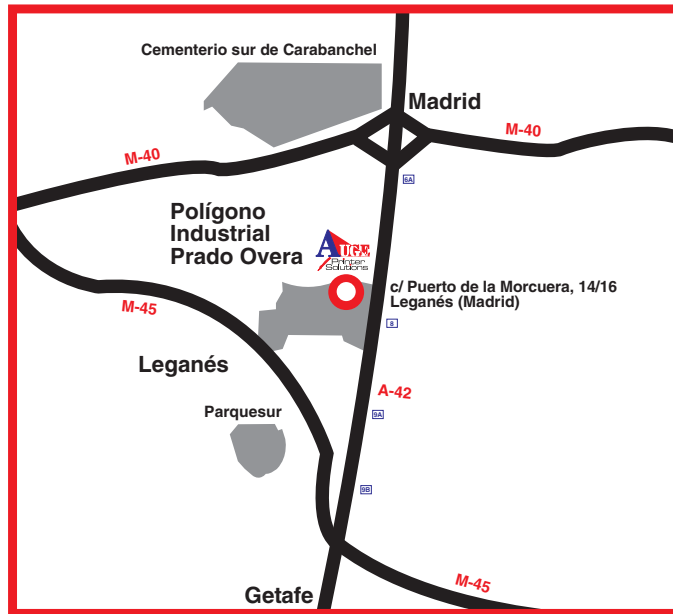 Cementerio sur de Carabanchel
Madrid
M-40
M-40
6A
Polígono
Industrial
Prado Overa
AUGE
Printer
Solutions
c/ Puerto de la Morcuera, 14/16
Leganés (Madrid)
M-45
8
Leganés
A-42
Parquesur
9A
9B
M-45
Getafe